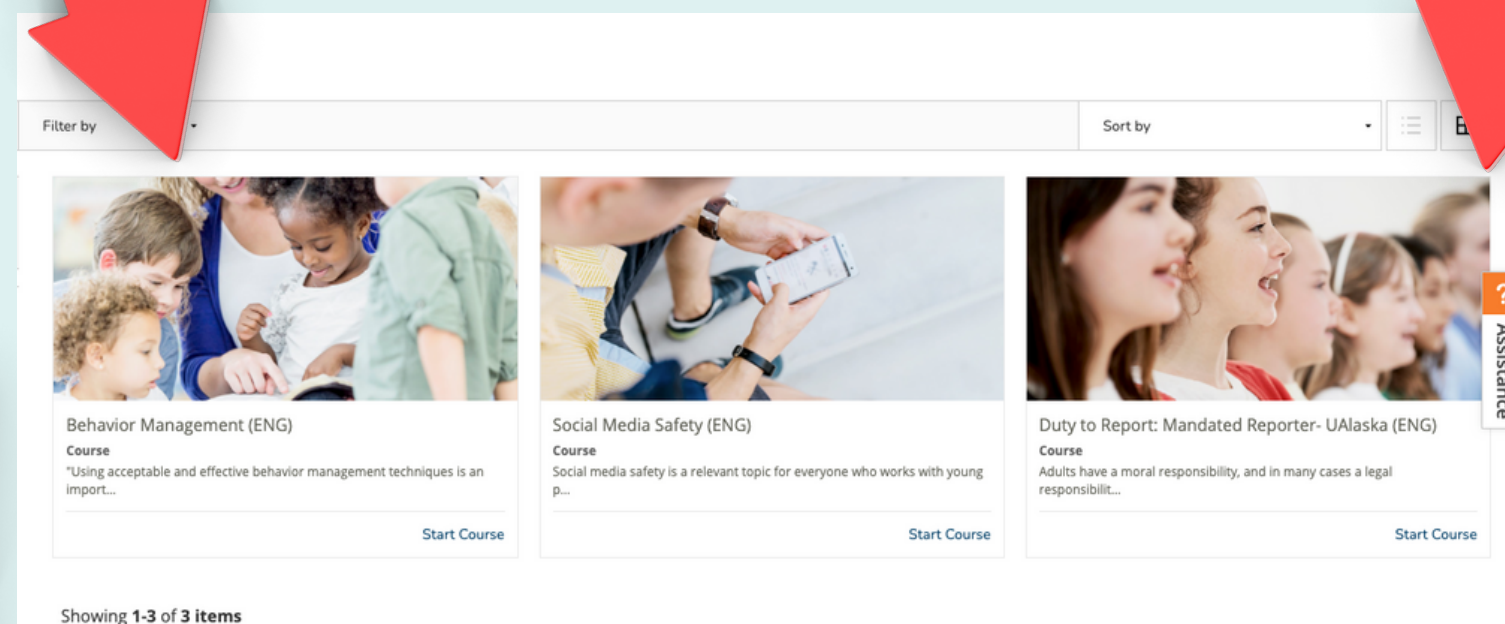 Filter by
Sort by
? Assistance
Behavior Management (ENG)
Course
"Using acceptable and effective behavior management techniques is an
import...
Start Course
Social Media Safety (ENG)
Course
Social media safety is a relevant topic for everyone who works with young
p...
Start Course
Duty to Report: Mandated Reporter- UAlaska (ENG)
Course
Adults have a moral responsibility, and in many cases a legal
responsibilit...
Start Course
Showing 1-3 of 3 items